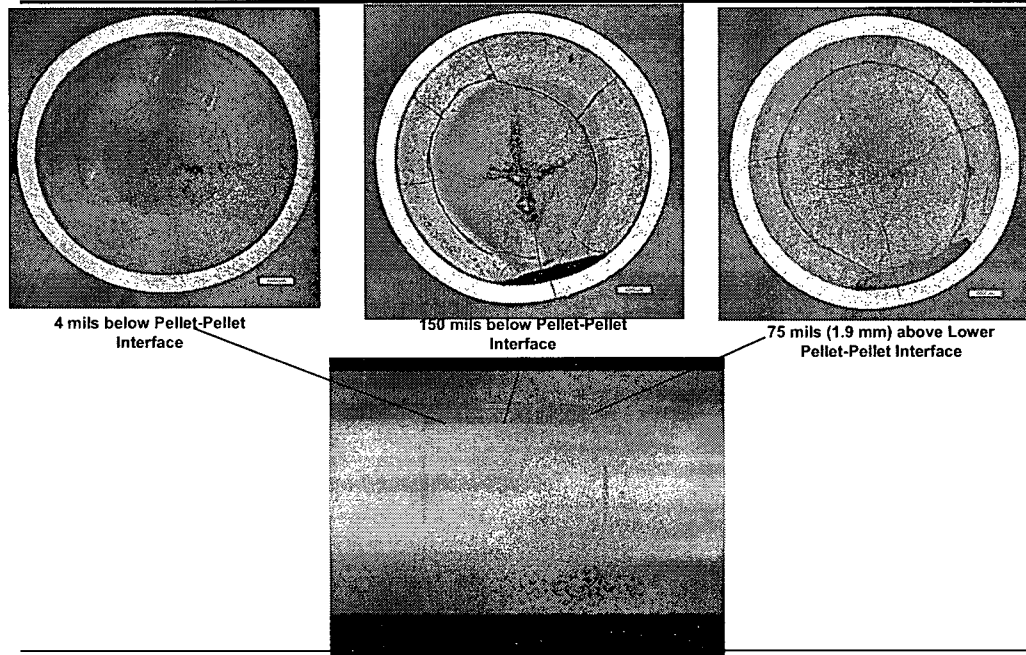 4 mils below Pellet-Pellet
Interface
150 mils below Pellet-Pellet
Interface
75 mils (1.9 mm) above Lower
Pellet-Pellet Interface